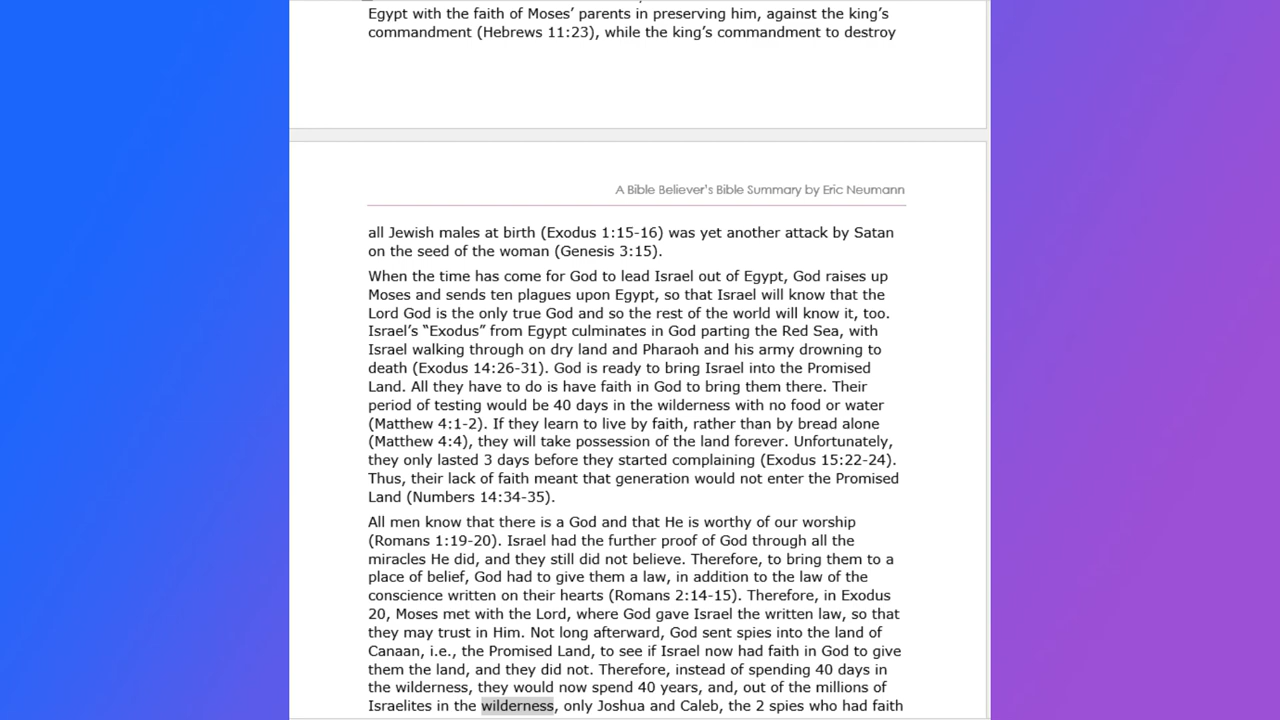 Egypt with the faith of Moses’ parents in preserving him, against the king’s
commandment (Hebrews 11:23), while the king’s commandment to destroy
A Bible Believer’s Bible Summary by Eric Neumann
all Jewish males at birth (Exodus 1:15-16) was yet another attack by Satan
on the seed of the woman (Genesis 3:15).
When the time has come for God to lead Israel out of Egypt, God raises up
Moses and sends ten plagues upon Egypt, so that Israel will know that the
Lord God is the only true God and so the rest of the world will know it, too.
Israel’s “Exodus” from Egypt culminates in God parting the Red Sea, with
Israel walking through on dry land and Pharaoh and his army drowning to
death (Exodus 14:26-31). God is ready to bring Israel into the Promised
Land. All they have to do is have faith in God to bring them there. Their
period of testing would be 40 days in the wilderness with no food or water
(Matthew 4:1-2). If they learn to live by faith, rather than by bread alone
(Matthew 4:4), they will take possession of the land forever. Unfortunately,
they only lasted 3 days before they started complaining (Exodus 15:22-24).
Thus, their lack of faith meant that generation would not enter the Promised
Land (Numbers 14:34-35).
All men know that there is a God and that He is worthy of our worship
(Romans 1:19-20). Israel had the further proof of God through all the
miracles He did, and they still did not believe. Therefore, to bring them to a
place of belief, God had to give them a law, in addition to the law of the
conscience written on their hearts (Romans 2:14-15). Therefore, in Exodus
20, Moses met with the Lord, where God gave Israel the written law, so that
they may trust in Him. Not long afterward, God sent spies into the land of
Canaan, i.e., the Promised Land, to see if Israel now had faith in God to give
them the land, and they did not. Therefore, instead of spending 40 days in
the wilderness, they would now spend 40 years, and, out of the millions of
Israelites in the wilderness, only Joshua and Caleb, the 2 spies who had faith